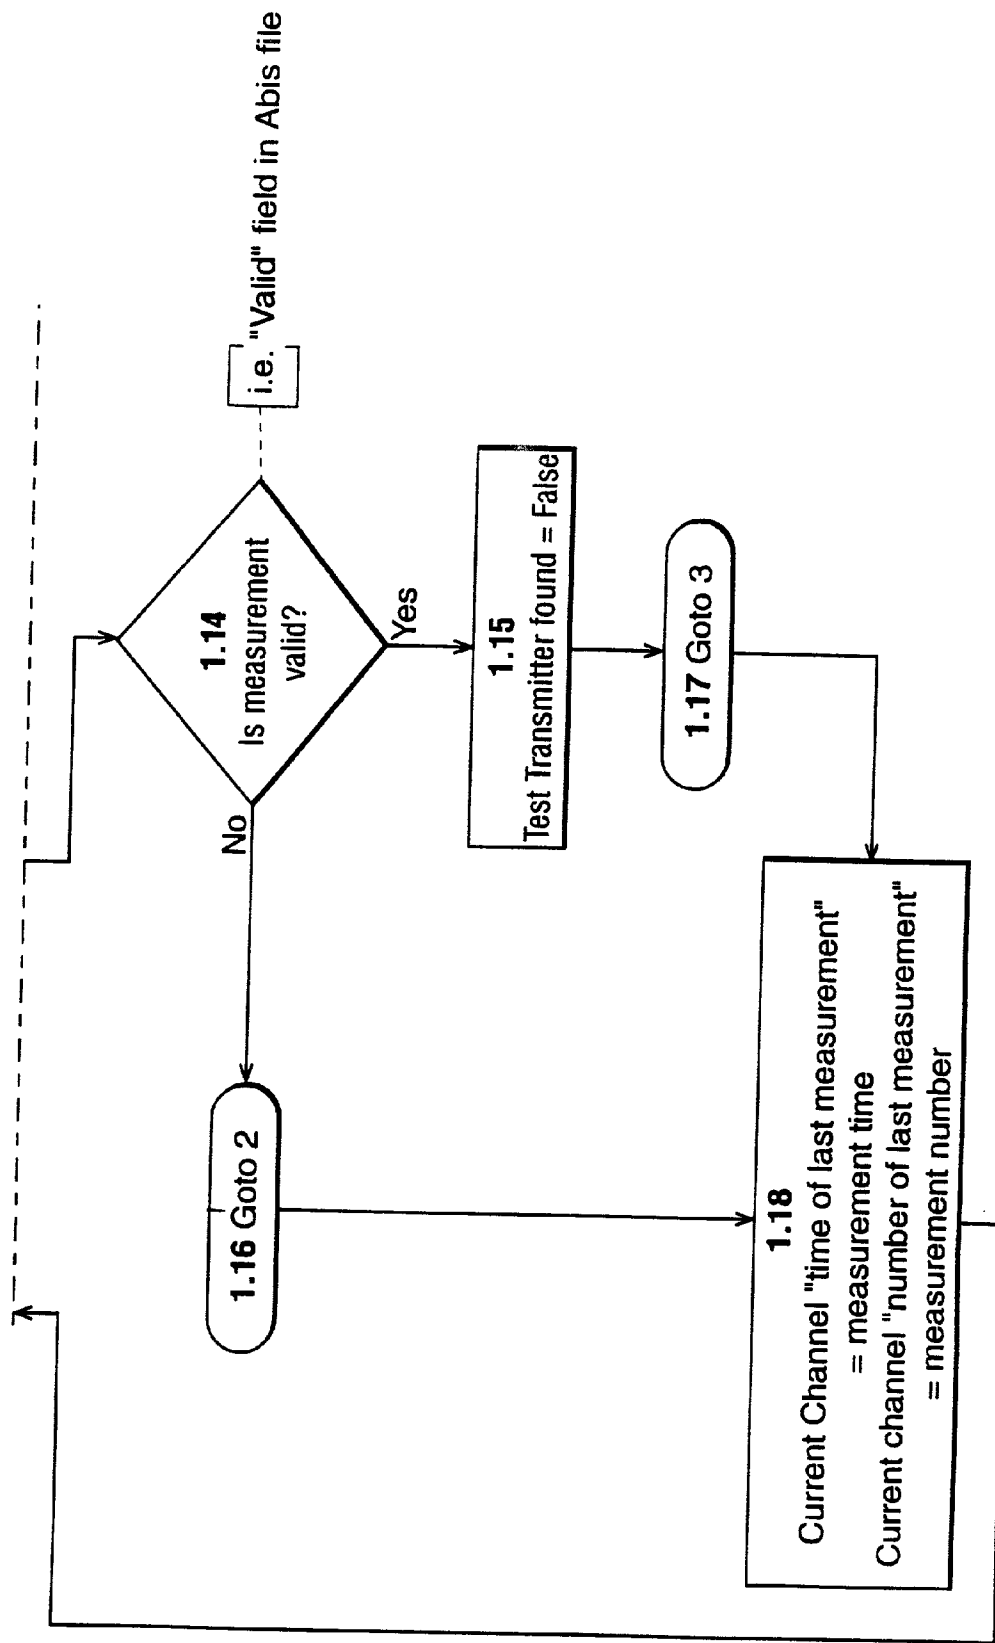 1.14
Is measurement
valid?
i.e. "Valid" field in Abis file
No
Yes
1.15
Test Transmitter found = False
1.16 Goto 2
1.17 Goto 3
1.18
Current Channel "time of last measurement"
= measurement time
Current channel "number of last measurement"
= measurement number